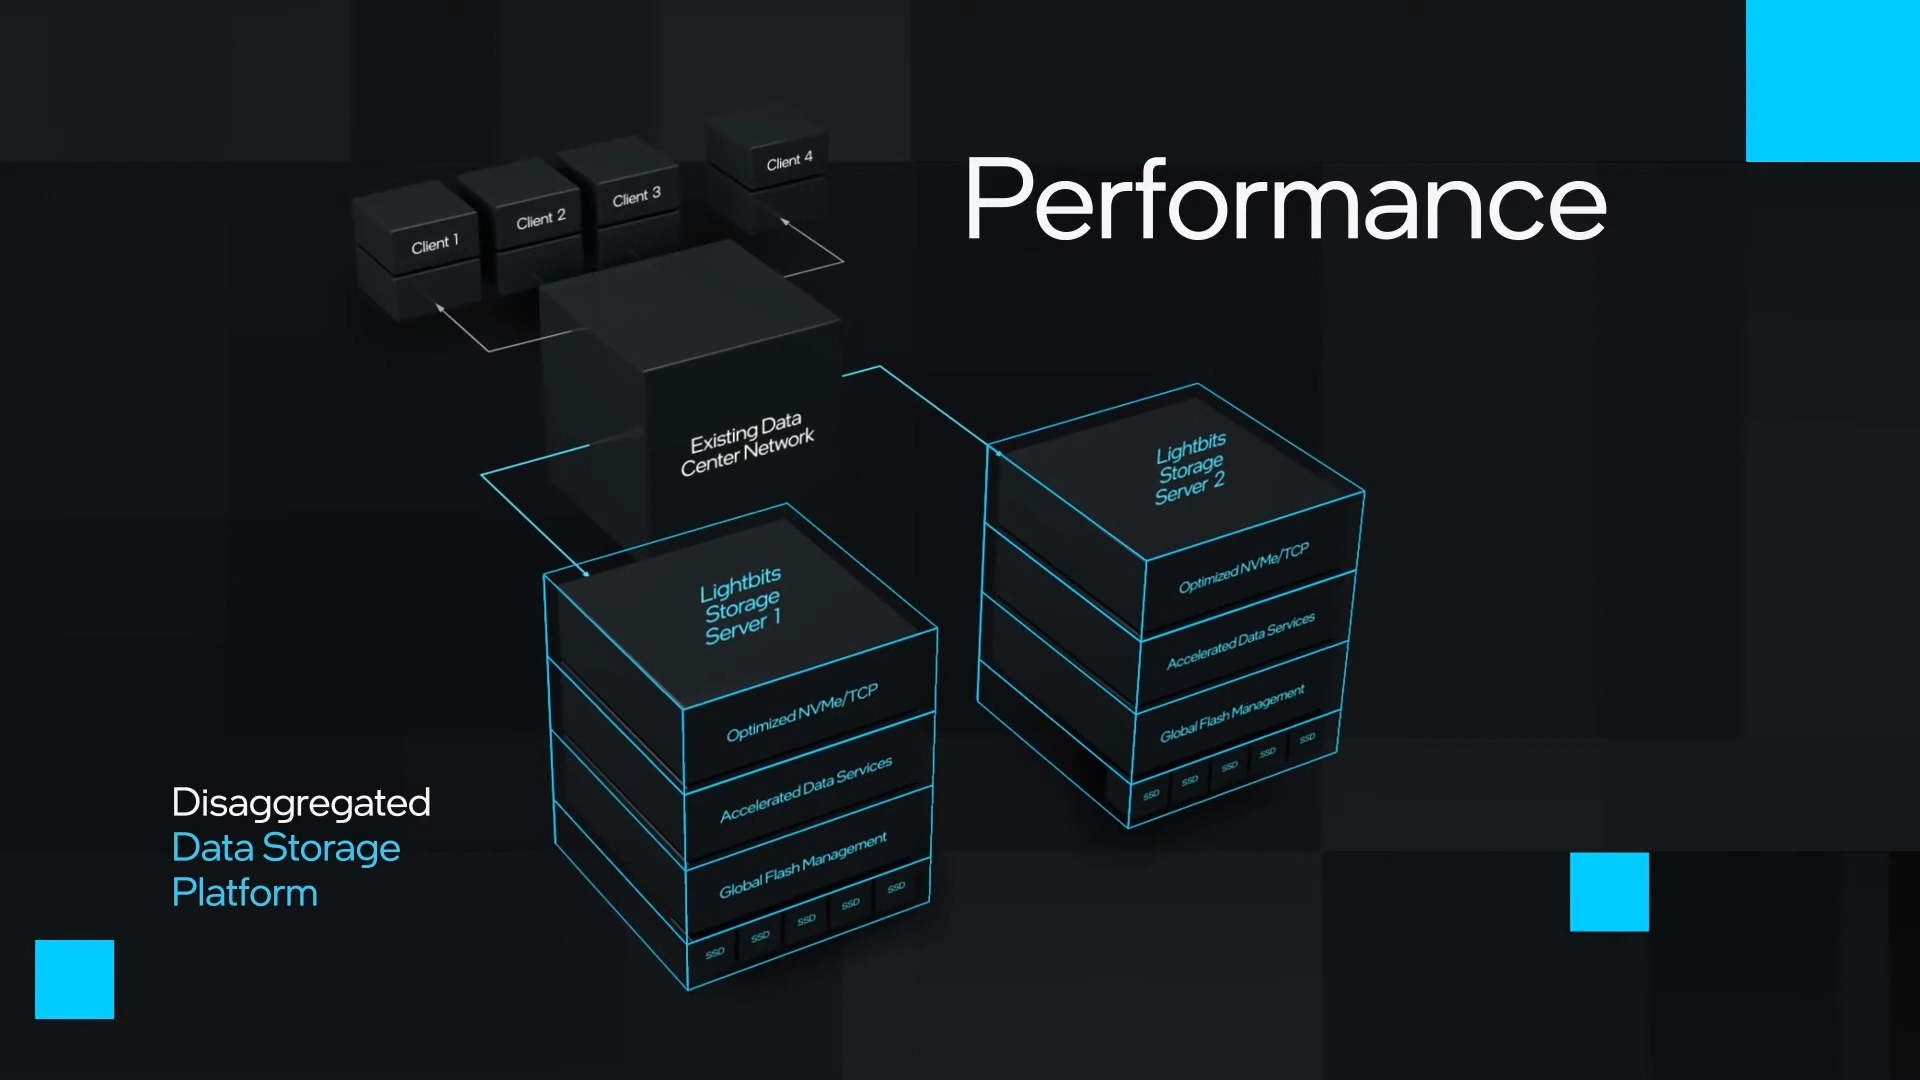 Performance
Client 1
Client 2
Client 3
Client 4
Existing Data
Center Network
Lightbits
Storage
Server 2
Optimized NVMe/TCP
Accelerated Data Services
Global Flash Management
SSD SSD SSD SSD SSD
Lightbits
Storage
Server 1
Optimized NVMe/TCP
Accelerated Data Services
Global Flash Management
SSD SSD SSD SSD SSD
Disaggregated
Data Storage
Platform